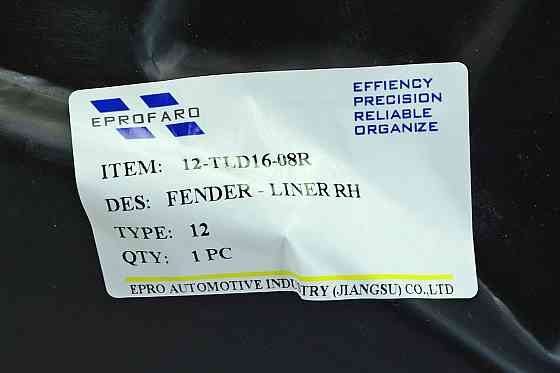 EPROFARO
EFFIENCY
PRECISION
RELIABLE
ORGANIZE
ITEM: 12-TLD16-08R
DES: FENDER - LINER RH
TYPE: 12
QTY: 1 PC
EPRO AUTOMOTIVE INDUSTRY (JIANGSU) CO.,LTD